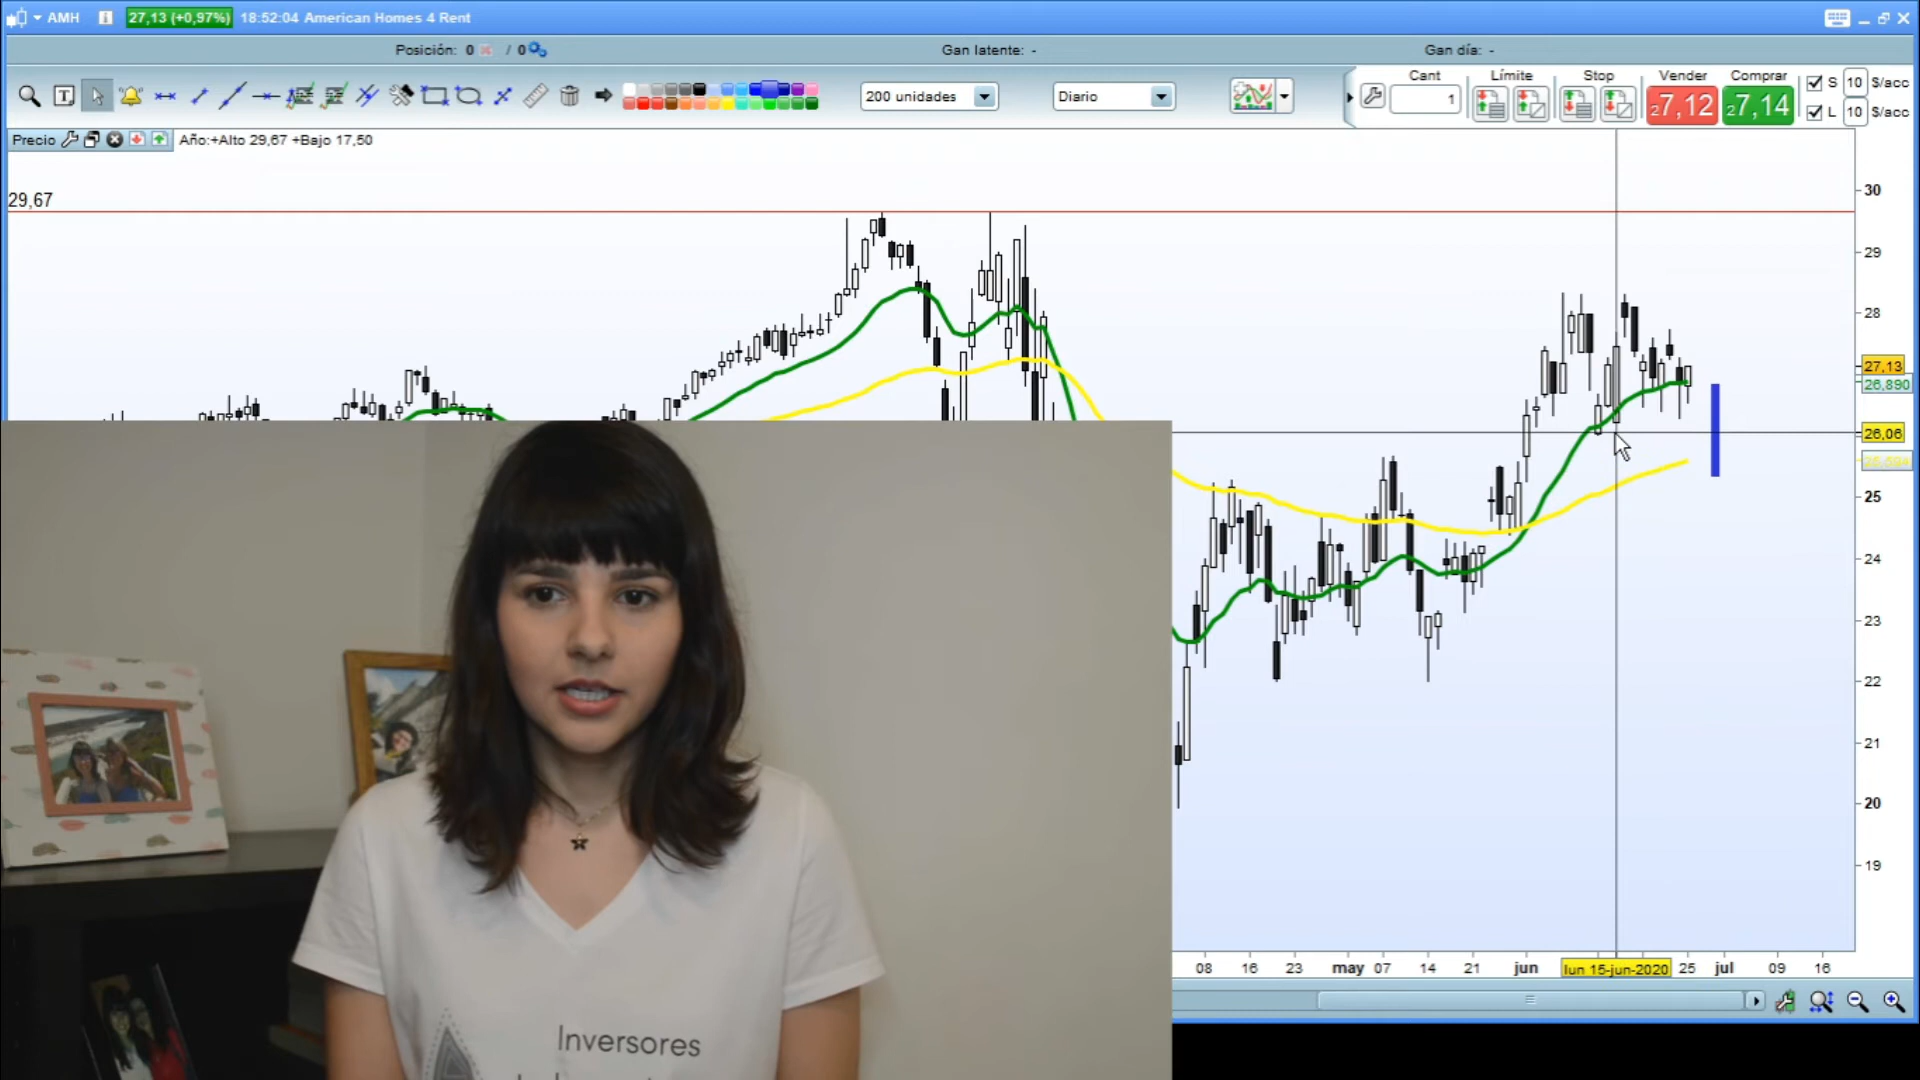 AMH 27,13 (+0,97%) 18:52:04 American Homes 4 Rent
Posición: 0 / 0 Gan latente: - Gan día: -
200 unidades
Diario
Cant
1
Límite
Stop
Vender
27,12
Comprar
27,14
S 10 $/acc
L 10 $/acc
Precio Año:+Alto 29,67 +Bajo 17,50
29,67
30
29
28
27,13
26,890
26,06
25
24
23
22
21
20
19
08 16 23 may 07 14 21 jun lun 15-jun-2020 25 jul 09 16
Inversores